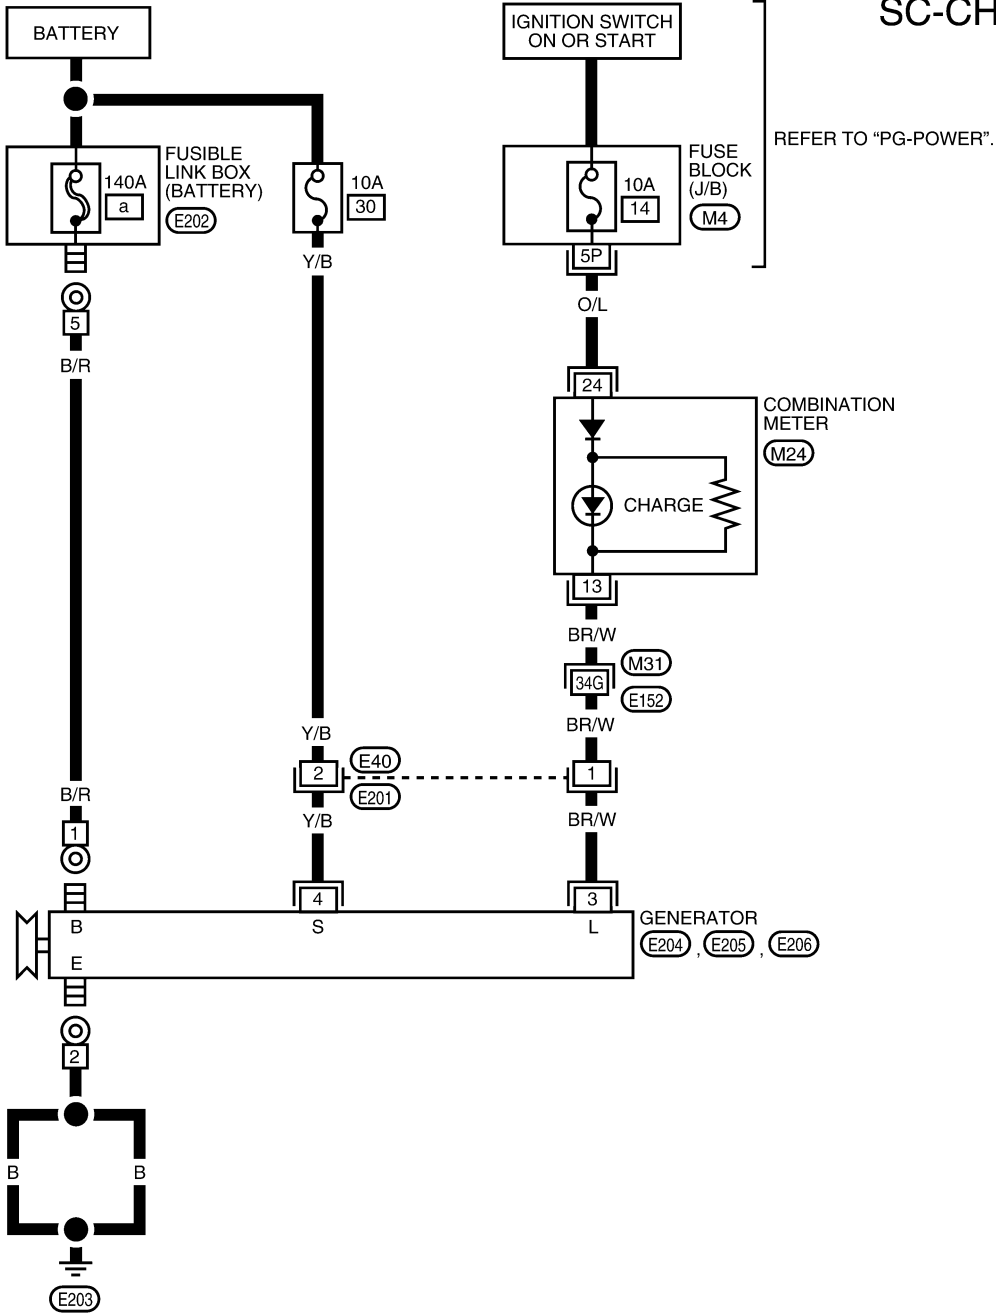 SC-CH
BATTERY
IGNITION SWITCH
ON OR START
REFER TO “PG-POWER”.
FUSIBLE
LINK BOX
(BATTERY)
E202
140A
a
10A
30
FUSE
BLOCK
(J/B)
M4
10A
14
5P
Y/B
O/L
5
B/R
24
COMBINATION
METER
M24
CHARGE
13
BR/W
M31
34G
E152
BR/W
Y/B
E40
2
1
E201
B/R
Y/B
BR/W
1
4
3
GENERATOR
B
S
L
E204 , E205 , E206
E
2
B
B
E203